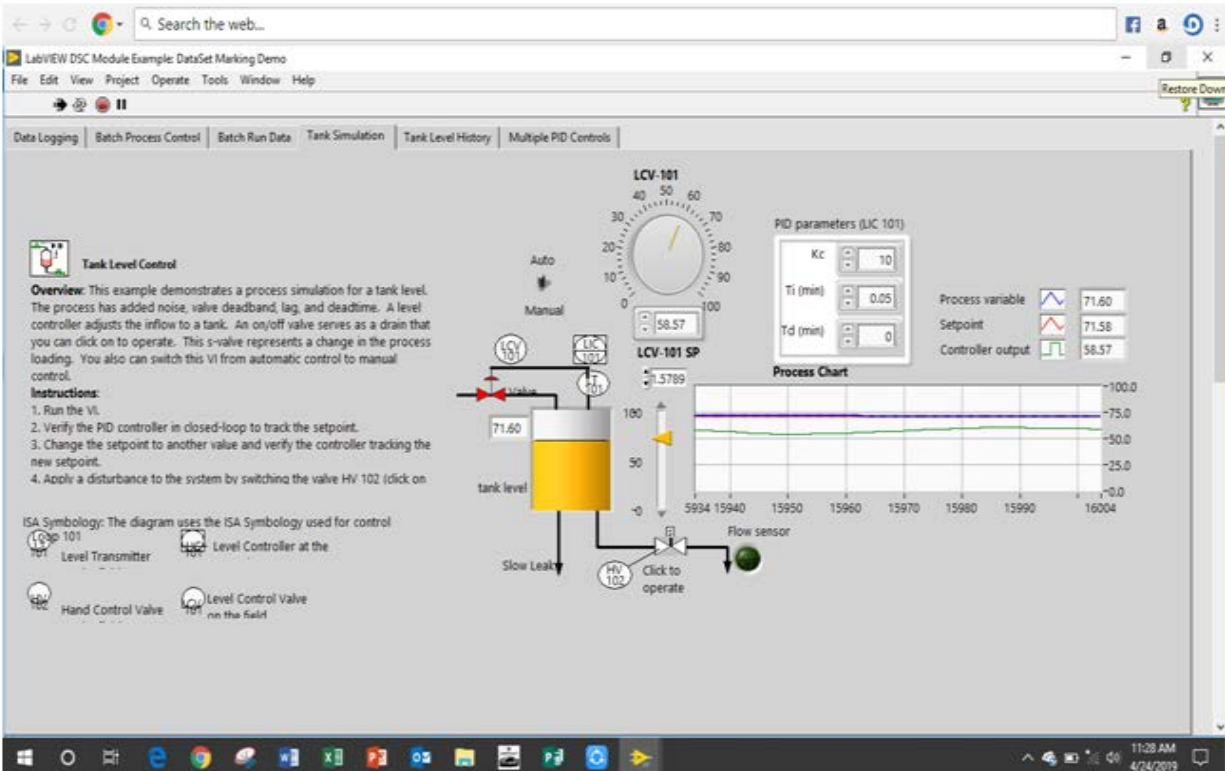 Search the web...
LabVIEW DSC Module Example: DataSet Marking Demo
File Edit View Project Operate Tools Window Help
Restore Down
Data Logging Batch Process Control Batch Run Data Tank Simulation Tank Level History Multiple PID Controls
LCV-101
0 10 20 30 40 50 60 70 80 90 100
58.57
Auto
Manual
PID parameters (LIC 101)
Kc 10
Ti (min) 0.05
Td (min) 0
Process variable 71.60
Setpoint 71.58
Controller output 58.57
Tank Level Control
Overview: This example demonstrates a process simulation for a tank level.
The process has added noise, valve deadband, lag, and deadtime. A level
controller adjusts the inflow to a tank. An on/off valve serves as a drain that
you can click on to operate. This s-valve represents a change in the process
loading. You also can switch this VI from automatic control to manual
control.
Instructions:
1. Run the VI.
2. Verify the PID controller in closed-loop to track the setpoint.
3. Change the setpoint to another value and verify the controller tracking the
new setpoint.
4. Apply a disturbance to the system by switching the valve HV 102 (click on
LCV
101
LIC
101
101
Valve
LCV-101 SP
1.5789
71.60
tank level
100
50
0
Process Chart
100.0
75.0
50.0
25.0
0.0
5934 15940 15950 15960 15970 15980 15990 16004
Slow Leak
HV
102
Click to
operate
Flow sensor
ISA Symbology: The diagram uses the ISA Symbology used for control
101
Level Transmitter
Level Controller at the
Hand Control Valve
Level Control Valve
on the field
11:28 AM
4/24/2019